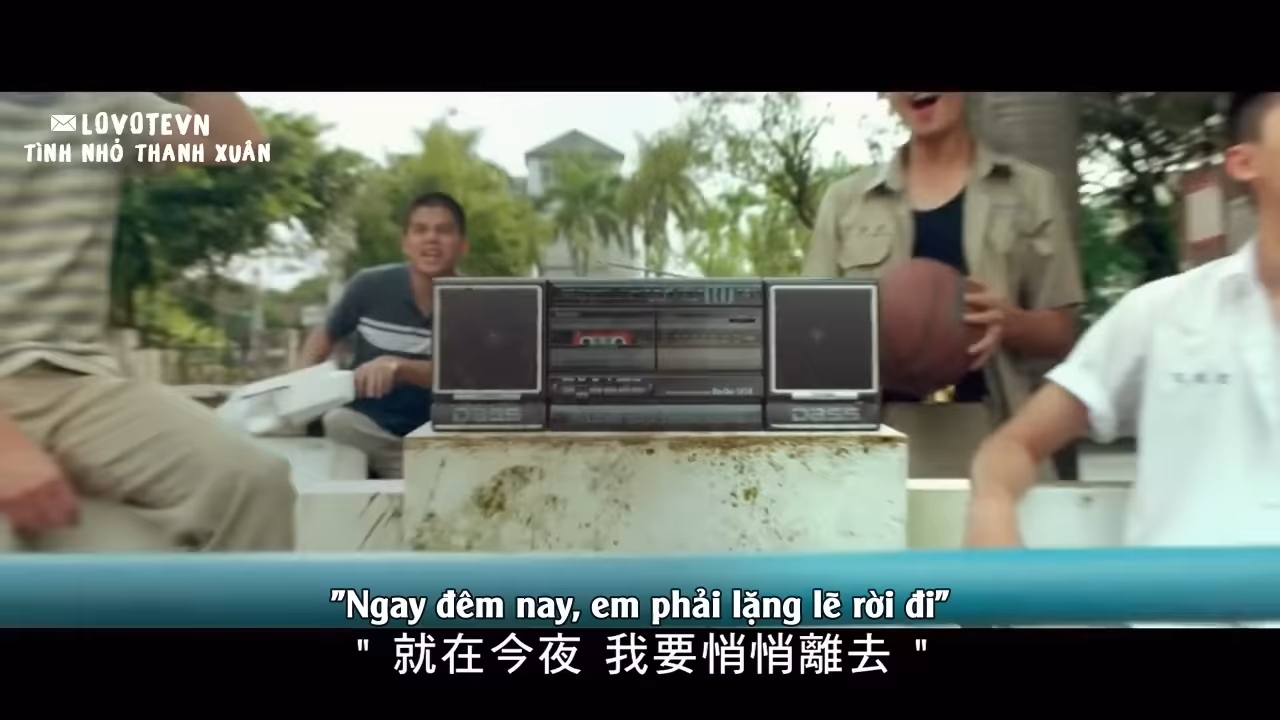 LOVOTEVN
TÌNH NHỎ THANH XUÂN
"Ngay đêm nay, em phải lặng lẽ rời đi"
" 就在今夜 我要悄悄離去 "